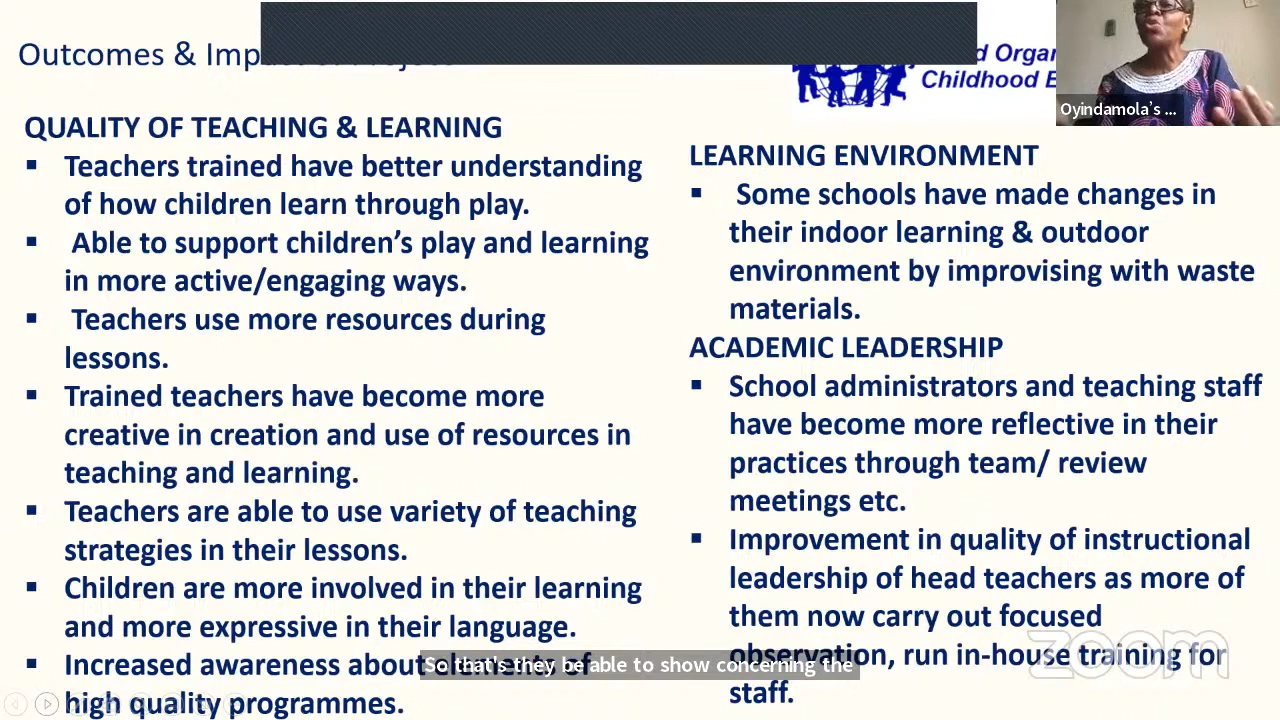 Outcomes & Imp
d Orga
Childhood E
Oyindamola's ...
QUALITY OF TEACHING & LEARNING
▪ Teachers trained have better understanding
of how children learn through play.
▪ Able to support children's play and learning
in more active/engaging ways.
▪ Teachers use more resources during
lessons.
▪ Trained teachers have become more
creative in creation and use of resources in
teaching and learning.
▪ Teachers are able to use variety of teaching
strategies in their lessons.
▪ Children are more involved in their learning
and more expressive in their language.
▪ Increased awareness about elements of
high quality programmes.
LEARNING ENVIRONMENT
▪ Some schools have made changes in
their indoor learning & outdoor
environment by improvising with waste
materials.
ACADEMIC LEADERSHIP
▪ School administrators and teaching staff
have become more reflective in their
practices through team/ review
meetings etc.
▪ Improvement in quality of instructional
leadership of head teachers as more of
them now carry out focused
observation, run in-house training for
staff.
So that's they be able to show concerning the
zoom